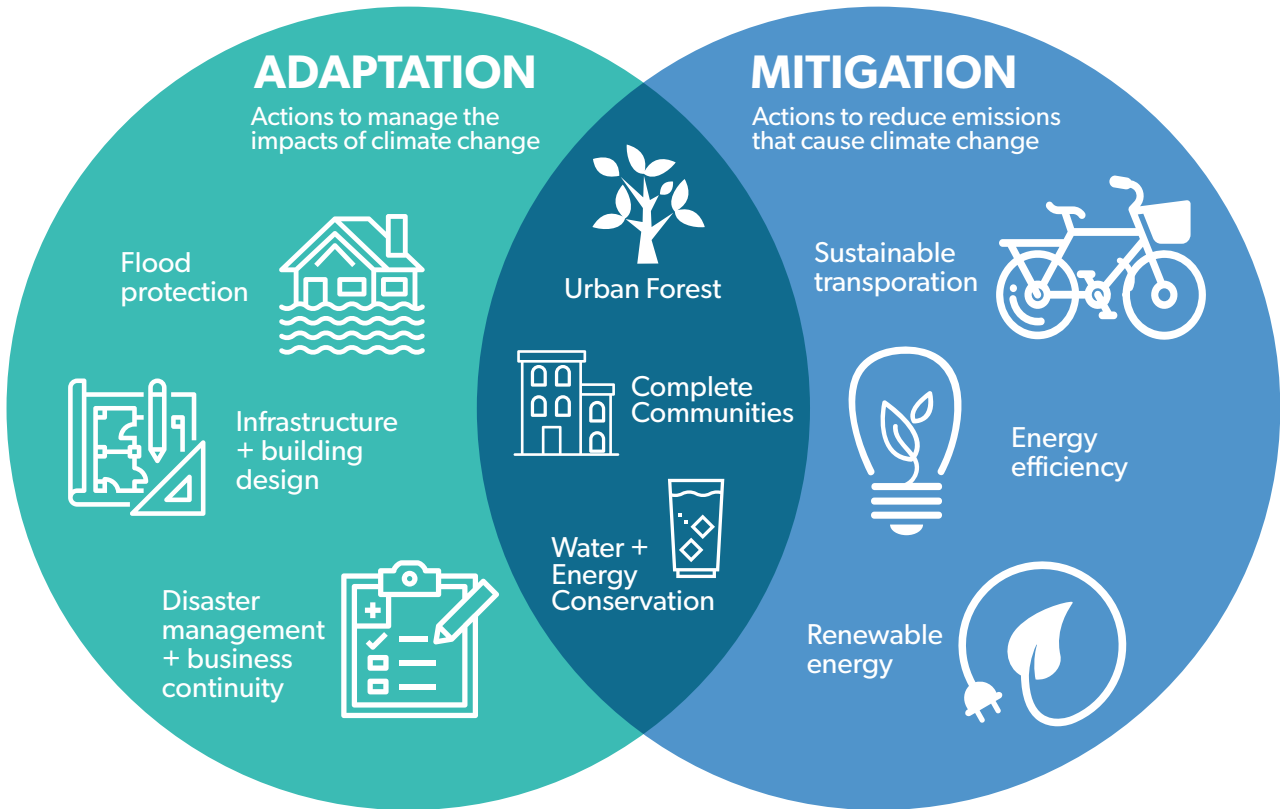 ADAPTATION
Actions to manage the
impacts of climate change
Flood
protection
Infrastructure
+ building
design
Disaster
management
+ business
continuity
Urban Forest
Complete
Communities
Water +
Energy
Conservation
MITIGATION
Actions to reduce emissions
that cause climate change
Sustainable
transporation
Energy
efficiency
Renewable
energy